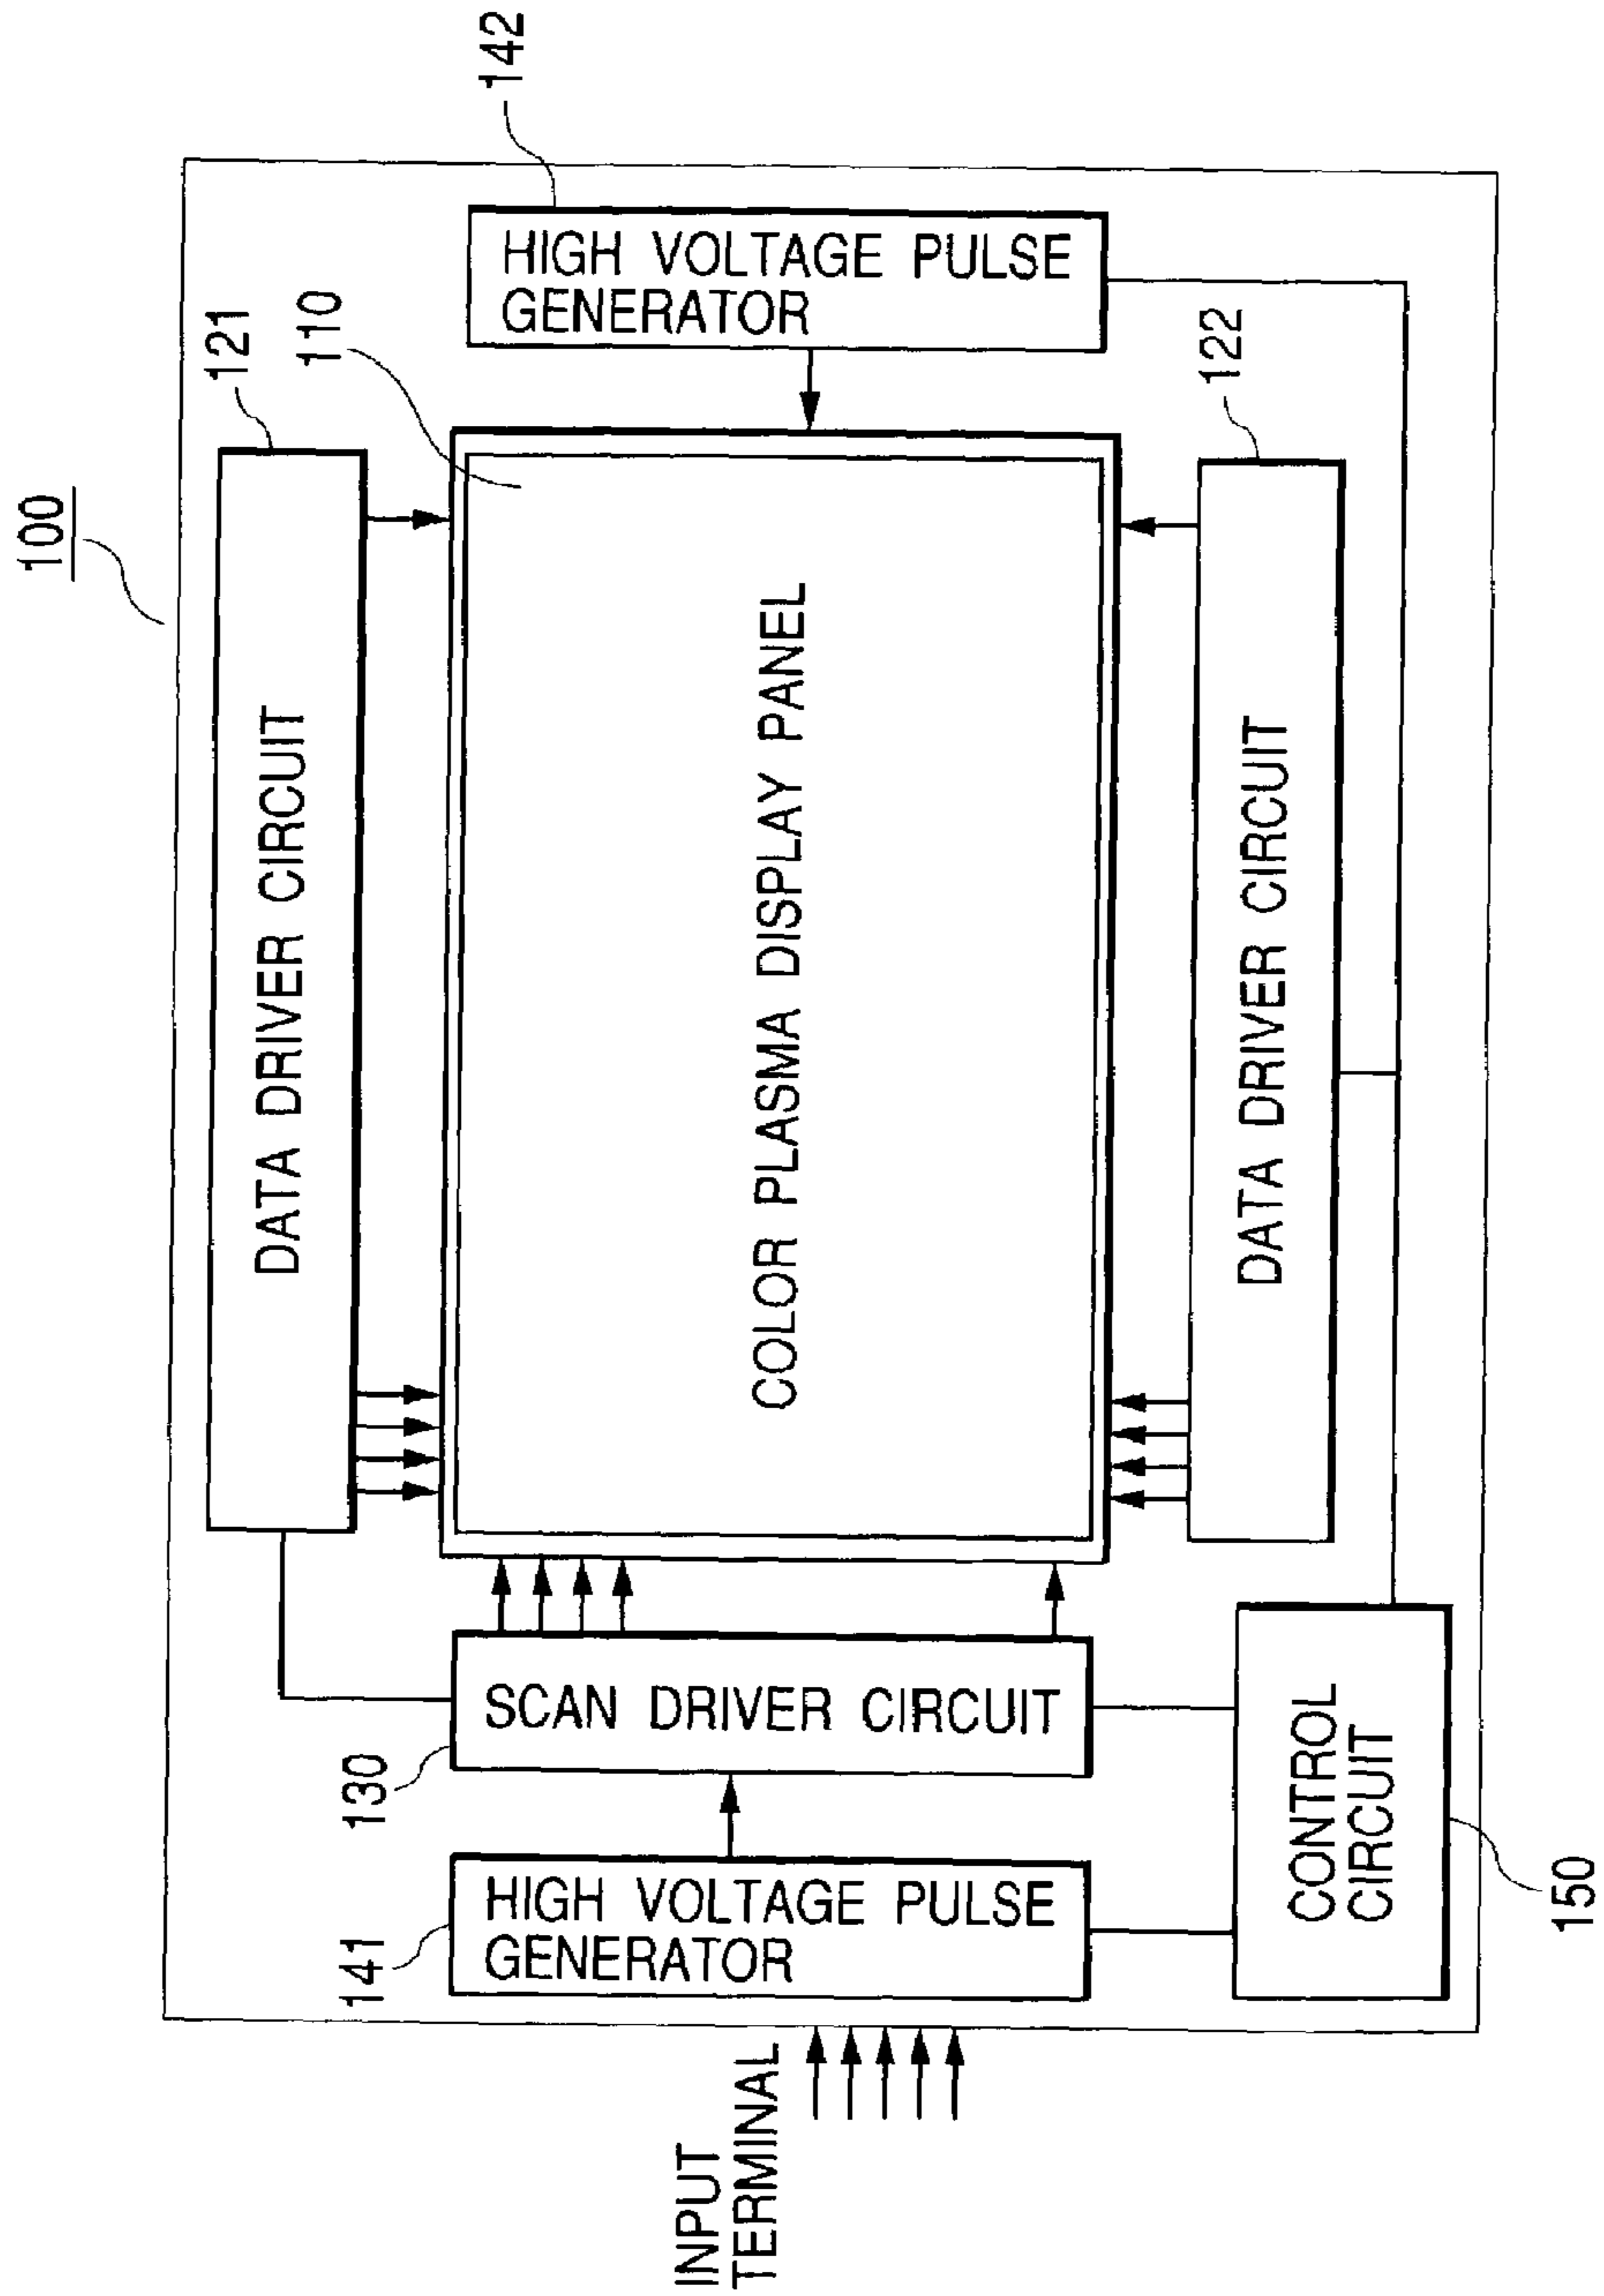 100
142
HIGH VOLTAGE PULSE
GENERATOR
121
110
122
DATA DRIVER CIRCUIT
COLOR PLASMA DISPLAY PANEL
DATA DRIVER CIRCUIT
SCAN DRIVER CIRCUIT
130
HIGH VOLTAGE PULSE
GENERATOR
141
CONTROL
CIRCUIT
150
INPUT
TERMINAL